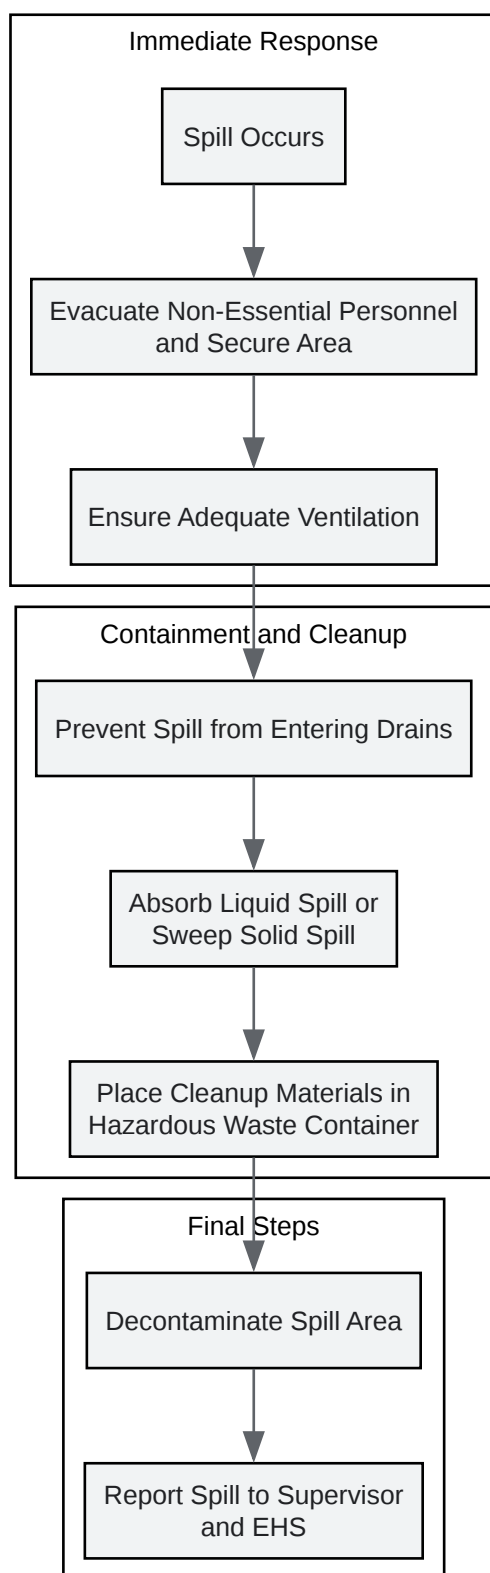 Immediate Response
Spill Occurs
Evacuate Non-Essential Personnel
and Secure Area
Ensure Adequate Ventilation
Containment and Cleanup
Prevent Spill from Entering Drains
Absorb Liquid Spill or
Sweep Solid Spill
Place Cleanup Materials in
Hazardous Waste Container
Final Steps
Decontaminate Spill Area
Report Spill to Supervisor
and EHS